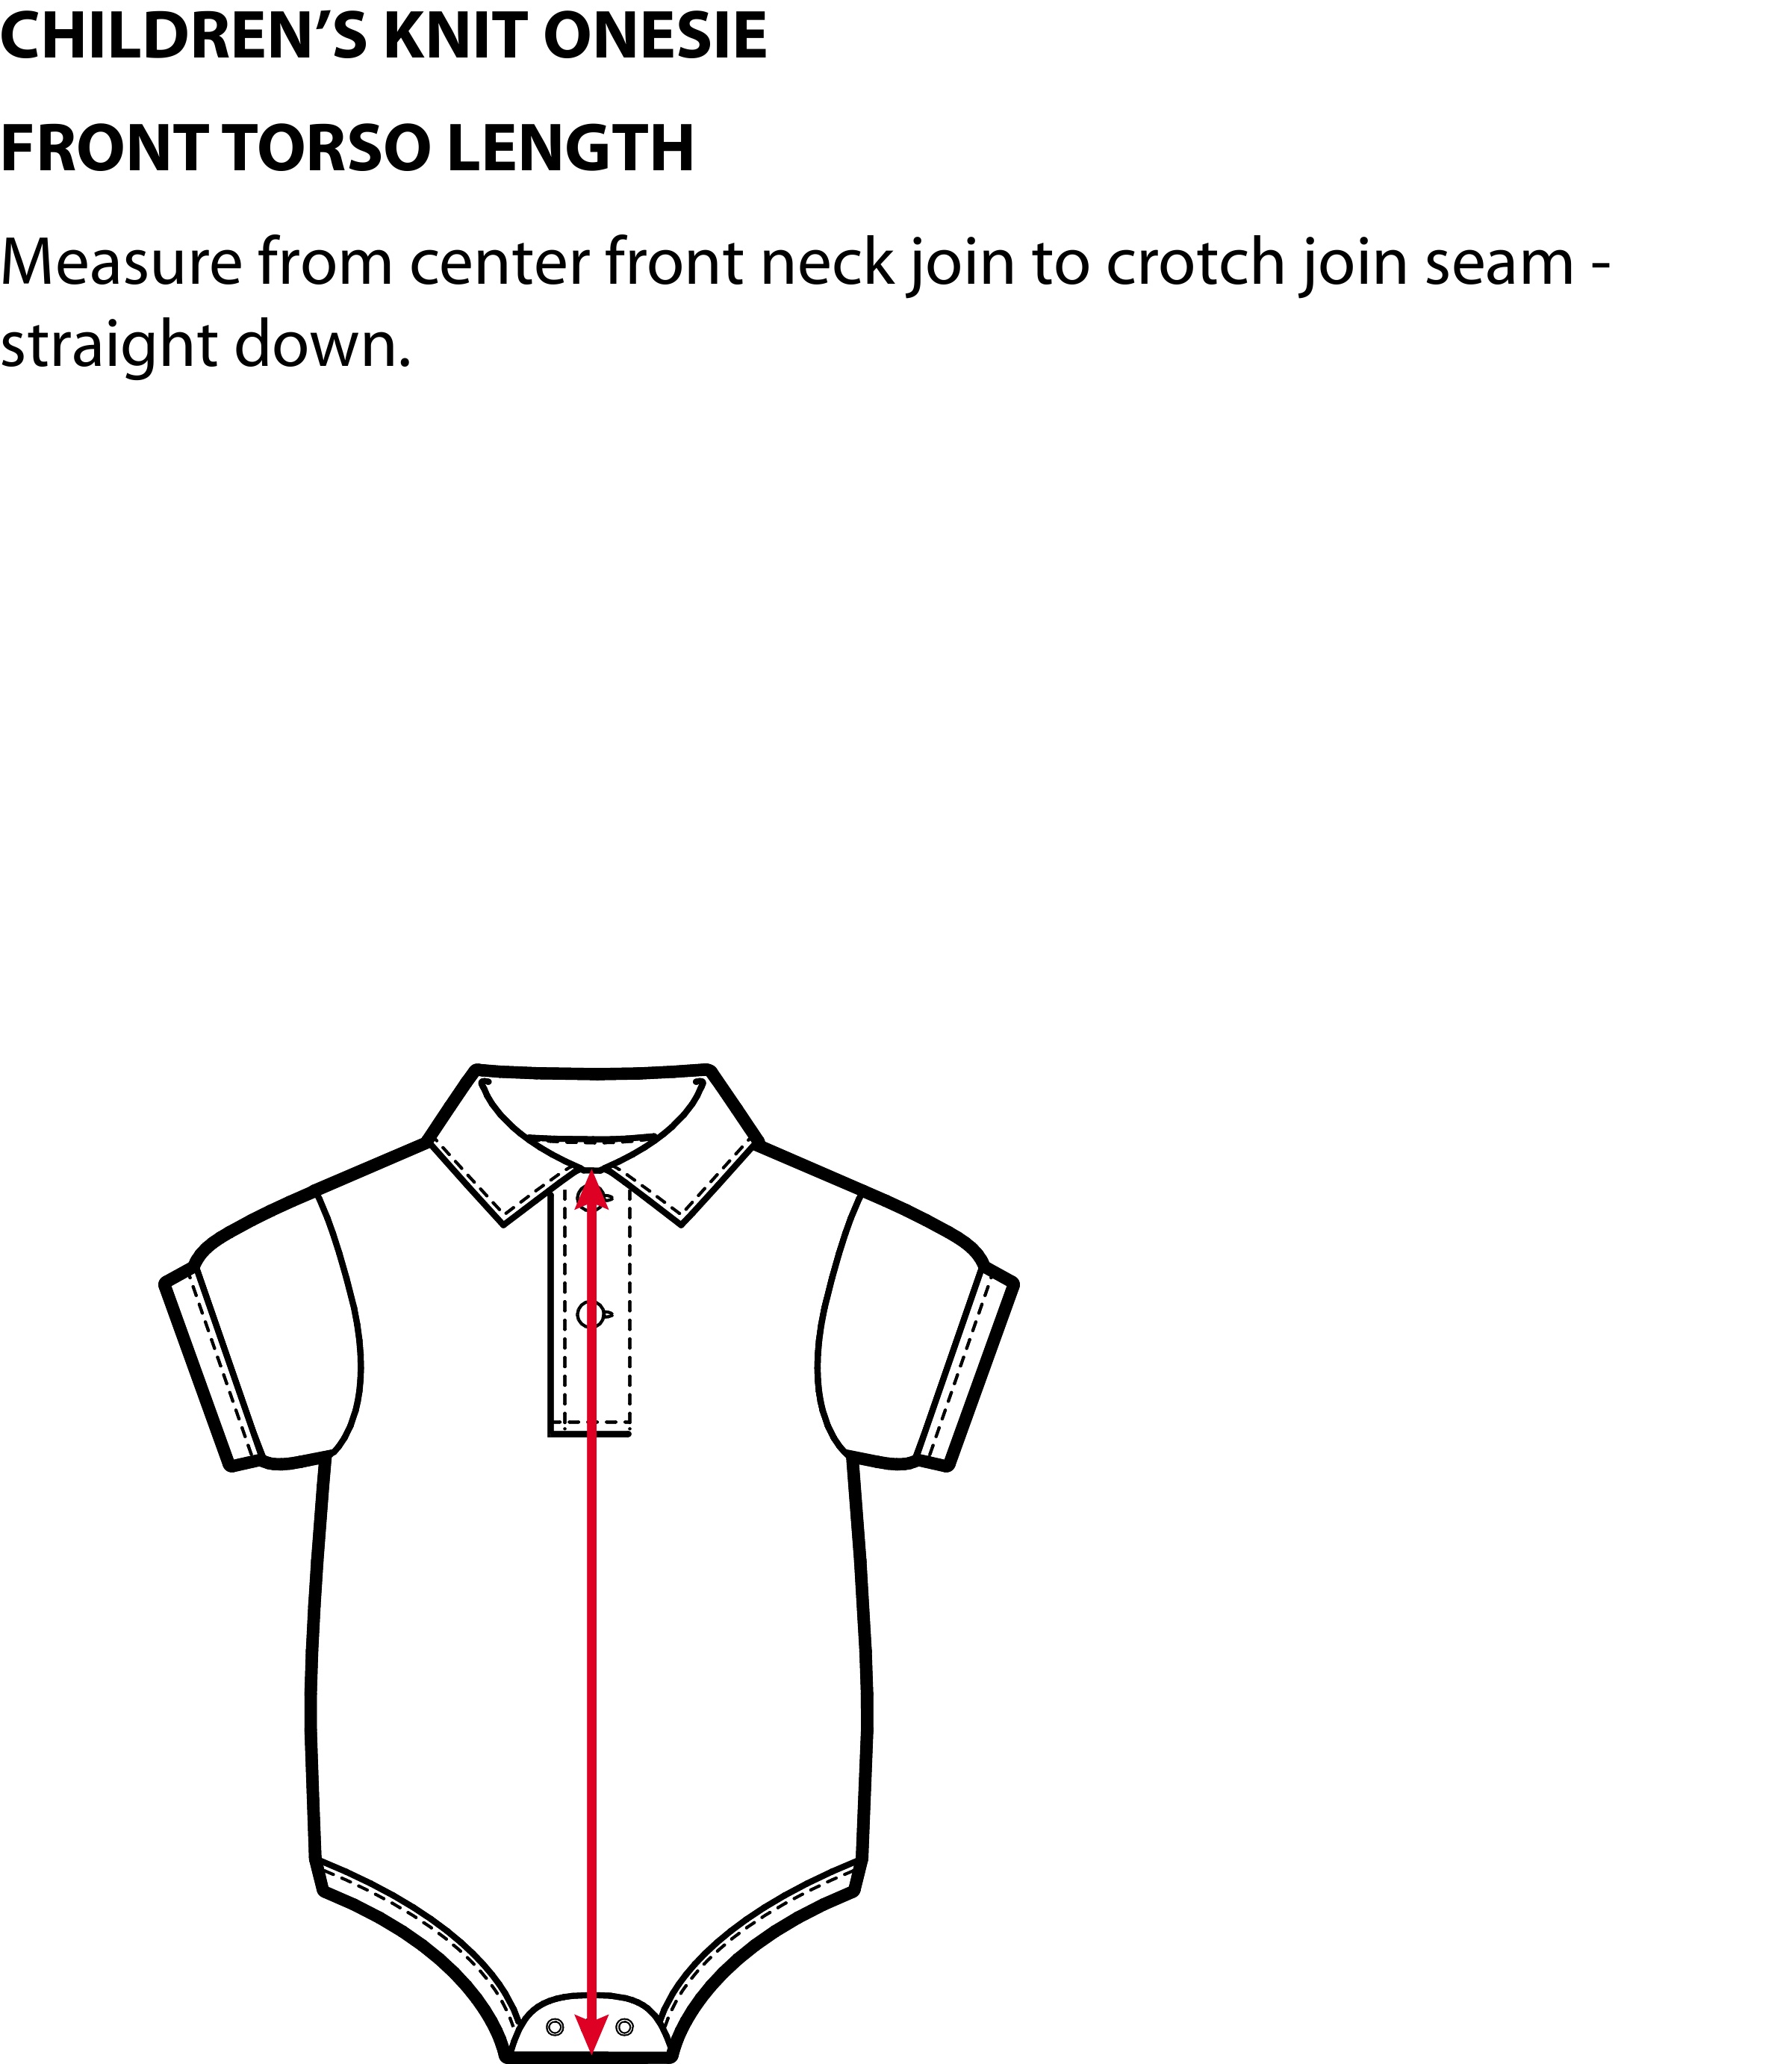 CHILDREN’S KNIT ONESIE
FRONT TORSO LENGTH
Measure from center front neck join to crotch join seam -
straight down.